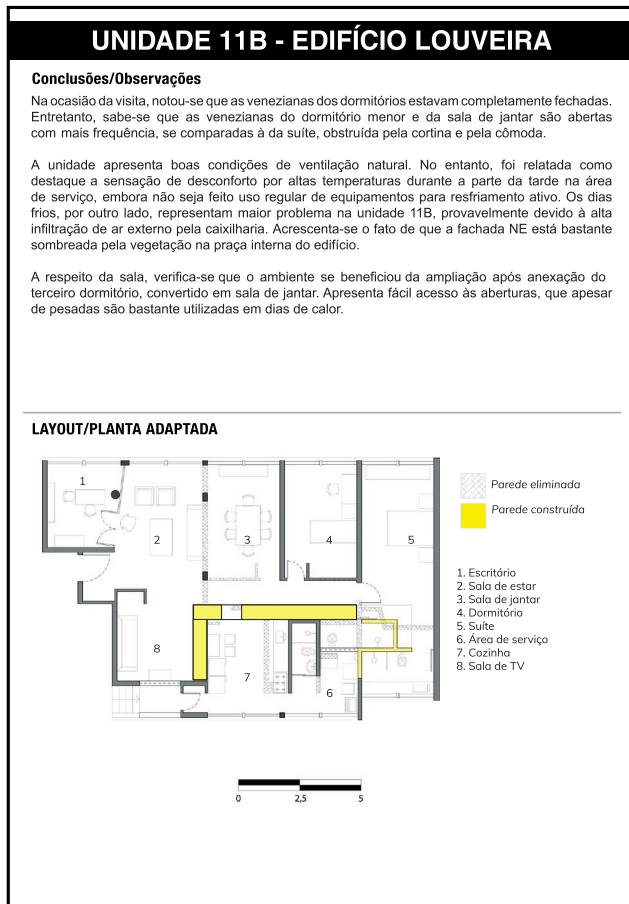 UNIDADE 11B - EDIFÍCIO LOUVEIRA
Conclusões/Observações
Na ocasião da visita, notou-se que as venezianas dos dormitórios estavam completamente fechadas.
Entretanto, sabe-se que as venezianas do dormitório menor e da sala de jantar são abertas
com mais frequência, se comparadas à da suíte, obstruída pela cortina e pela cômoda.
A unidade apresenta boas condições de ventilação natural. No entanto, foi relatada como
destaque a sensação de desconforto por altas temperaturas durante a parte da tarde na área
de serviço, embora não seja feito uso regular de equipamentos para resfriamento ativo. Os dias
frios, por outro lado, representam maior problema na unidade 11B, provavelmente devido à alta
infiltração de ar externo pela caixilharia. Acrescenta-se o fato de que a fachada NE está bastante
sombreada pela vegetação na praça interna do edifício.
A respeito da sala, verifica-se que o ambiente se beneficiou da ampliação após anexação do
terceiro dormitório, convertido em sala de jantar. Apresenta fácil acesso às aberturas, que apesar
de pesadas são bastante utilizadas em dias de calor.
LAYOUT/PLANTA ADAPTADA
1
2
3
4
5
8
7
6
Parede eliminada
Parede construída
1. Escritório
2. Sala de estar
3. Sala de jantar
4. Dormitório
5. Suíte
6. Área de serviço
7. Cozinha
8. Sala de TV
0 2,5 5